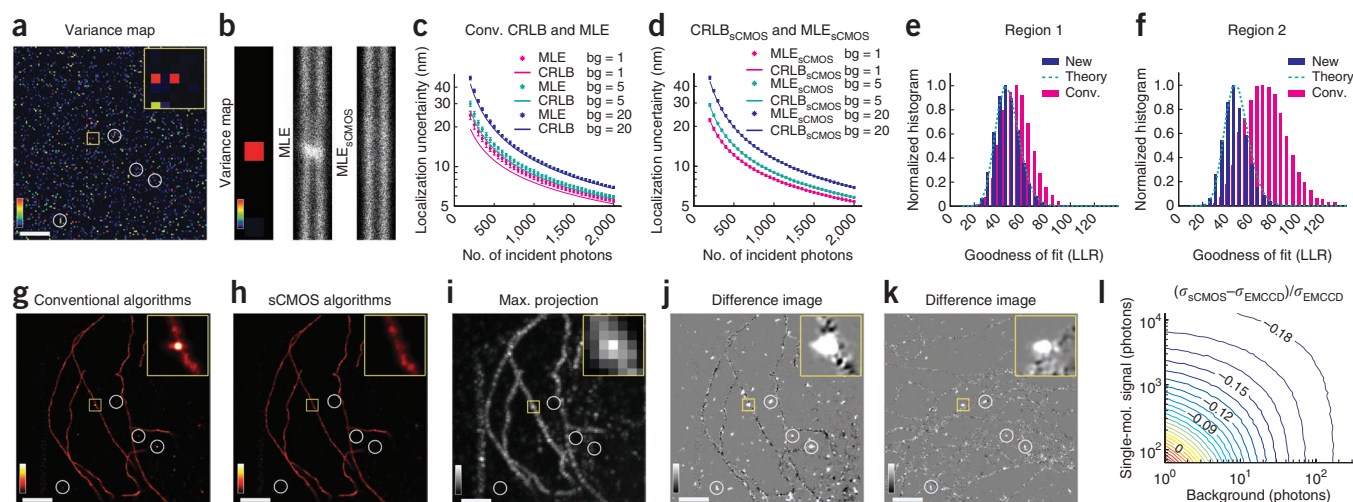 a
Variance map
b
Variance map
MLE
MLEsCMOS
c
Conv. CRLB and MLE
Localization uncertainty (nm)
40
30
20
10
5
MLE bg = 1
CRLB bg = 1
MLE bg = 5
CRLB bg = 5
MLE bg = 20
CRLB bg = 20
500
1,000
1,500
2,000
No. of incident photons
d
CRLBsCMOS and MLEsCMOS
Localization uncertainty (nm)
40
30
20
10
5
MLEsCMOS bg = 1
CRLBsCMOS bg = 1
MLEsCMOS bg = 5
CRLBsCMOS bg = 5
MLEsCMOS bg = 20
CRLBsCMOS bg = 20
500
1,000
1,500
2,000
No. of incident photons
e
Region 1
New
Theory
Conv.
Normalized histogram
1.0
0.8
0.6
0.4
0.2
0
0 20 40 60 80 100 120
Goodness of fit (LLR)
f
Region 2
New
Theory
Conv.
Normalized histogram
1.0
0.8
0.6
0.4
0.2
0
0 20 40 60 80 100 120
Goodness of fit (LLR)
g
Conventional algorithms
h
sCMOS algorithms
i
Max. projection
j
Difference image
k
Difference image
l
(σsCMOS–σEMCCD)/σEMCCD
Single-mol. signal (photons)
10⁴
10³
10²
–0.18
–0.15
–0.12
–0.09
0
10⁰ 10¹ 10²
Background (photons)